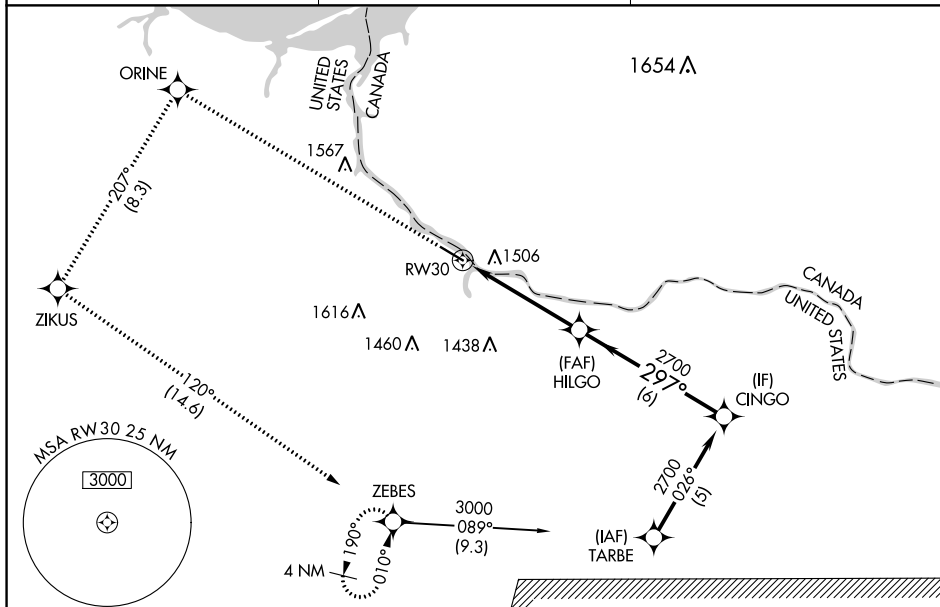 ORINE
UNITED
STATES
CANADA
1654
1567
207°
(8.3)
RW30
1506
ZIKUS
1616
1460
1438
CANADA
UNITED
STATES
(FAF)
HILGO
2700
297°
(6)
(IF)
CINGO
120°
(14.6)
MSA RW30 25 NM
3000
ZEBES
3000
089°
(9.3)
2700
026°
(5)
(IAF)
TARBE
190°
010°
4 NM